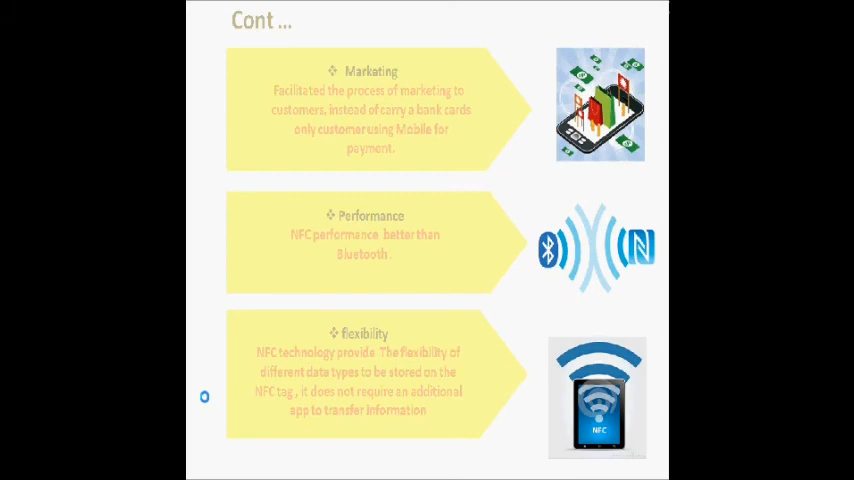 Cont ...
❖ Marketing
Facilitated the process of marketing to
customers, instead of carry a bank cards
only customer using Mobile for
payment.
❖ Performance
NFC performance better than
Bluetooth .
❖ flexibility
NFC technology provide The flexibility of
different data types to be stored on the
NFC tag , it does not require an additional
app to transfer information
NFC